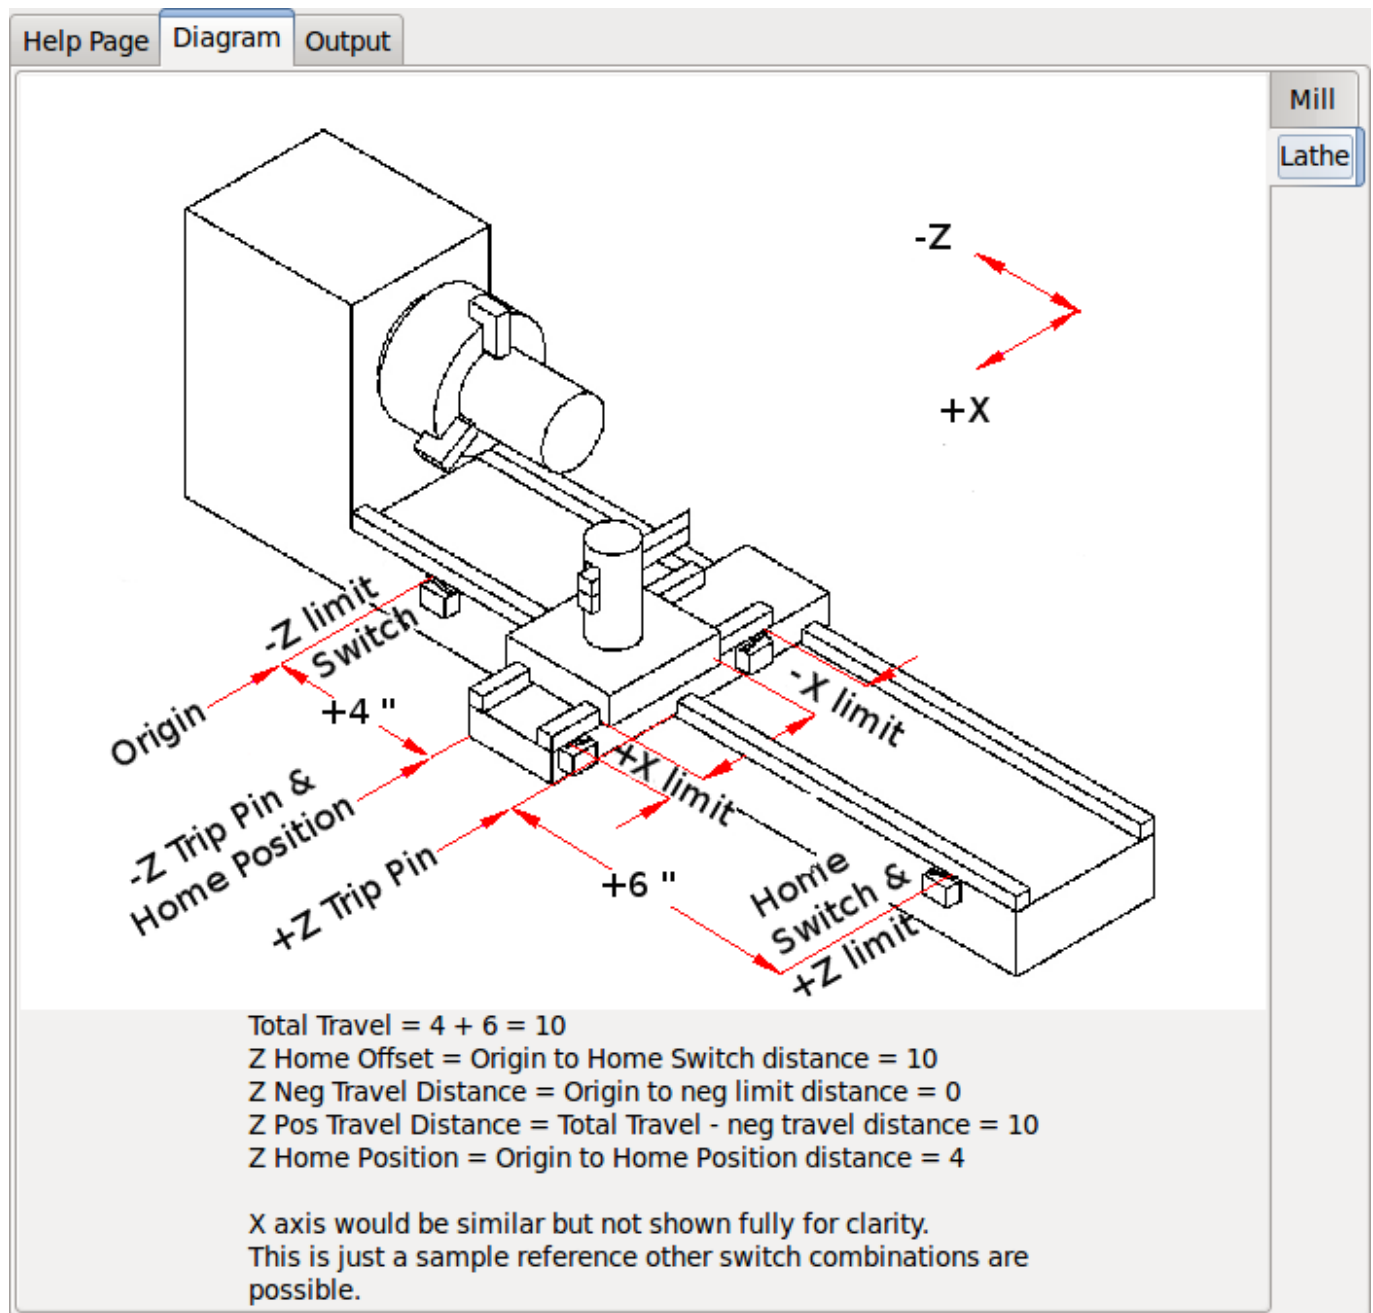 Help Page
Diagram
Output
Mill
Lathe
-Z
+X
-Z limit
Switch
Origin
+4 "
-X limit
+X limit
-Z Trip Pin &
Home Position
+Z Trip Pin
+6 "
Home
Switch &
+Z limit
Total Travel = 4 + 6 = 10
Z Home Offset = Origin to Home Switch distance = 10
Z Neg Travel Distance = Origin to neg limit distance = 0
Z Pos Travel Distance = Total Travel - neg travel distance = 10
Z Home Position = Origin to Home Position distance = 4
X axis would be similar but not shown fully for clarity.
This is just a sample reference other switch combinations are
possible.